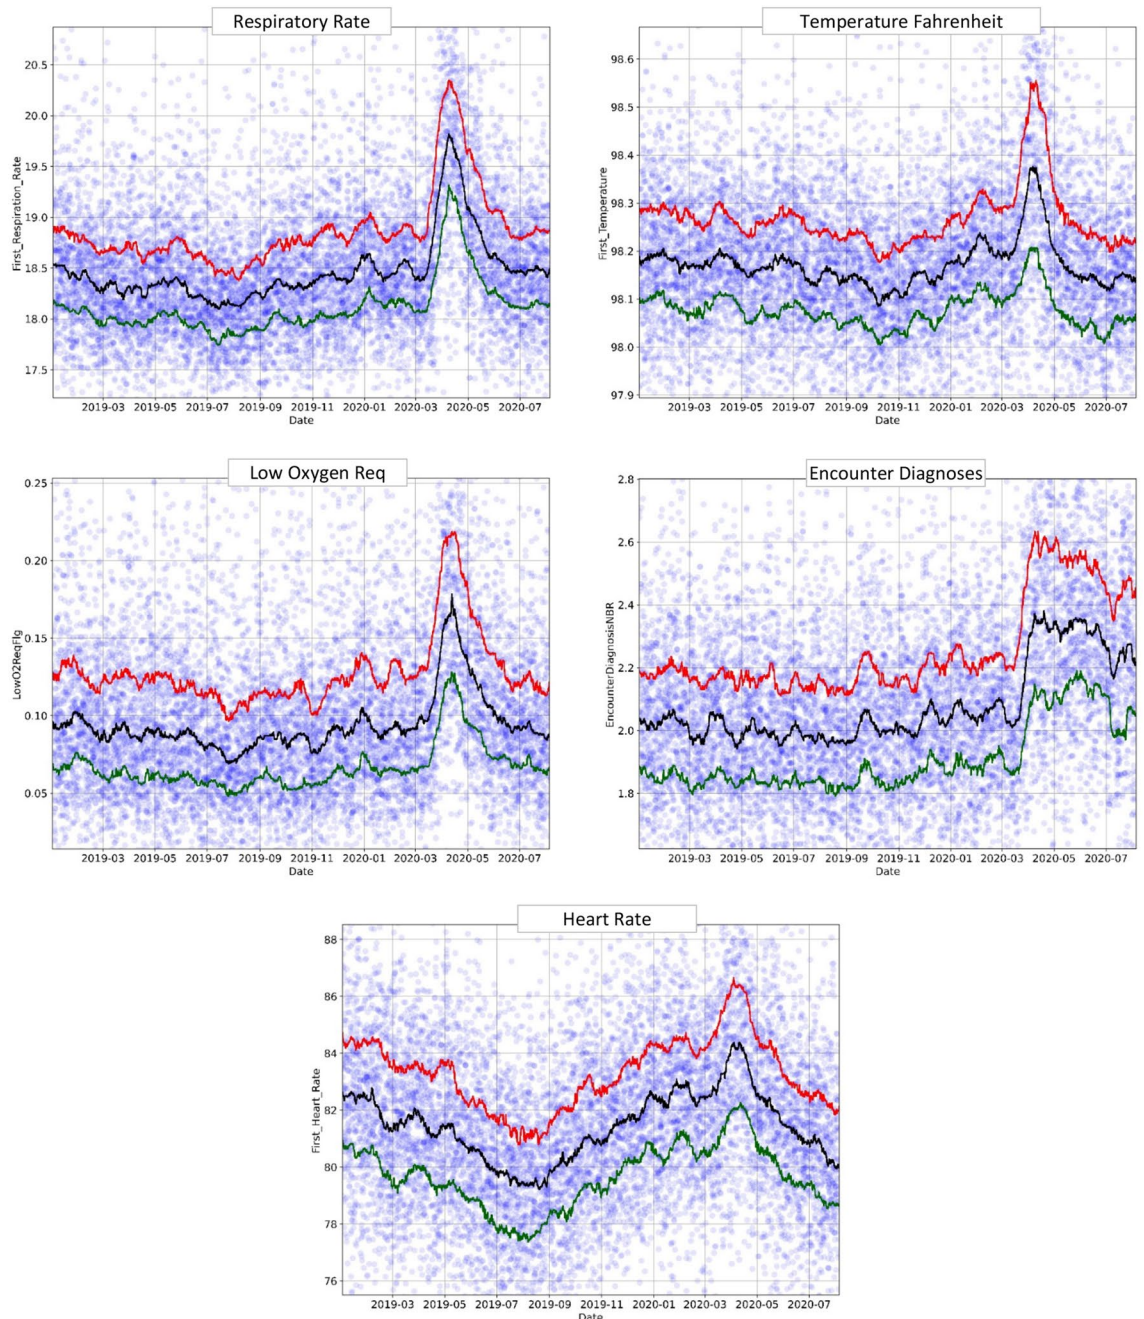 Respiratory Rate
20.5
20.0
19.5
19.0
18.5
18.0
17.5
First_Respiration_Rate
2019-03 2019-05 2019-07 2019-09 2019-11 2020-01 2020-03 2020-05 2020-07
Date
Temperature Fahrenheit
98.6
98.5
98.4
98.3
98.2
98.1
98.0
97.9
First_Temperature
2019-03 2019-05 2019-07 2019-09 2019-11 2020-01 2020-03 2020-05 2020-07
Date
Low Oxygen Req
0.25
0.20
0.15
0.10
0.05
LowO2ReqFlg
2019-03 2019-05 2019-07 2019-09 2019-11 2020-01 2020-03 2020-05 2020-07
Date
Encounter Diagnoses
2.8
2.6
2.4
2.2
2.0
1.8
EncounterDiagnosisNBR
2019-03 2019-05 2019-07 2019-09 2019-11 2020-01 2020-03 2020-05 2020-07
Date
Heart Rate
88
86
84
82
80
78
76
First_Heart_Rate
2019-03 2019-05 2019-07 2019-09 2019-11 2020-01 2020-03 2020-05 2020-07
Date